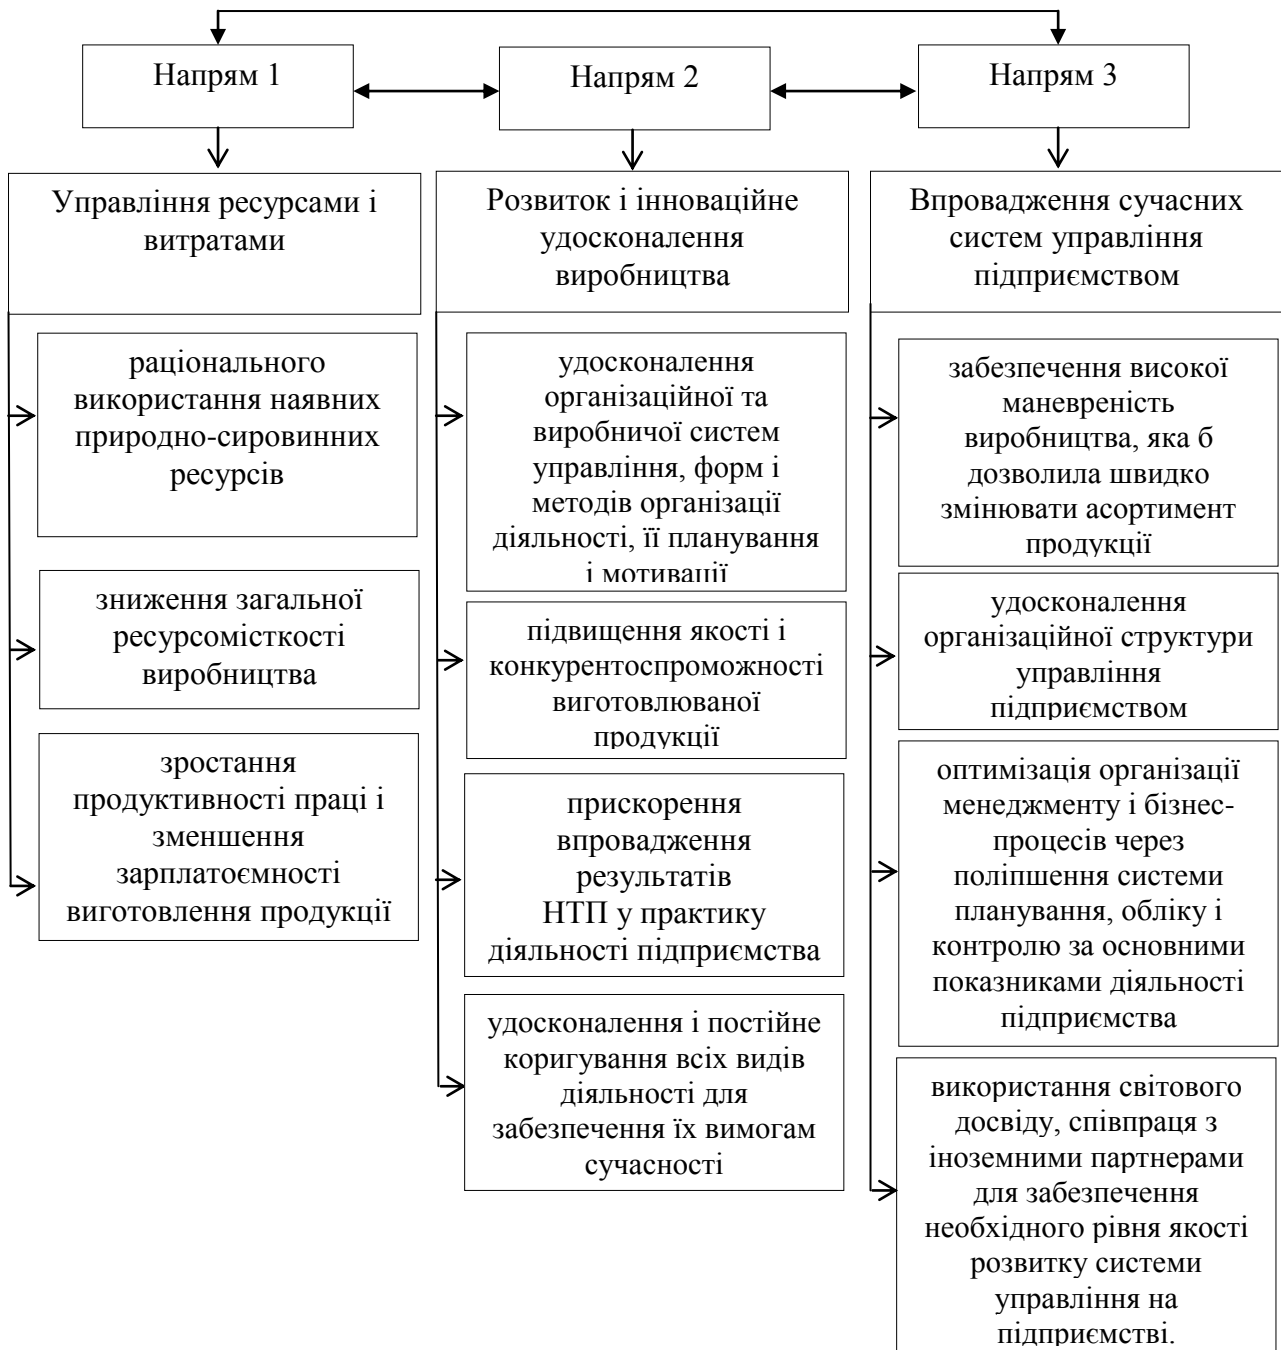 Напрям 1
Напрям 2
Напрям 3
Управління ресурсами і
витратами
раціонального
використання наявних
природно-сировинних
ресурсів
зниження загальної
ресурсомісткості
виробництва
зростання
продуктивності праці і
зменшення
зарплатоємності
виготовлення продукції
Розвиток і інноваційне
удосконалення
виробництва
удосконалення
організаційної та
виробничої систем
управління, форм і
методів організації
діяльності, її планування
і мотивації
підвищення якості і
конкурентоспроможності
виготовлюваної
продукції
прискорення
впровадження
результатів
НТП у практику
діяльності підприємства
удосконалення і постійне
коригування всіх видів
діяльності для
забезпечення їх вимогам
сучасності
Впровадження сучасних
систем управління
підприємством
забезпечення високої
маневреність
виробництва, яка б
дозволила швидко
змінювати асортимент
продукції
удосконалення
організаційної структури
управління
підприємством
оптимізація організації
менеджменту і бізнес-
процесів через
поліпшення системи
планування, обліку і
контролю за основними
показниками діяльності
підприємства
використання світового
досвіду, співпраця з
іноземними партнерами
для забезпечення
необхідного рівня якості
розвитку системи
управління на
підприємстві.